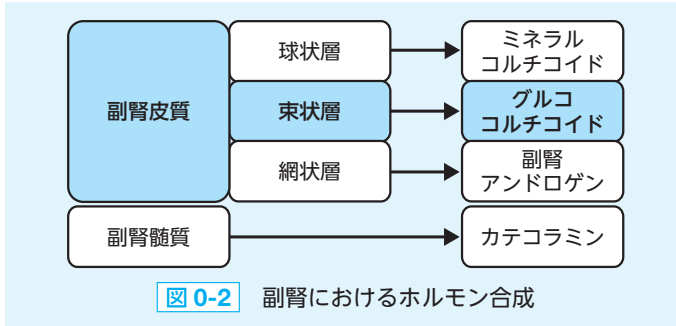 副腎皮質
球状層
ミネラル
コルチコイド
束状層
グルコ
コルチコイド
網状層
副腎
アンドロゲン
副腎髄質
カテコラミン
図 0-2 副腎におけるホルモン合成